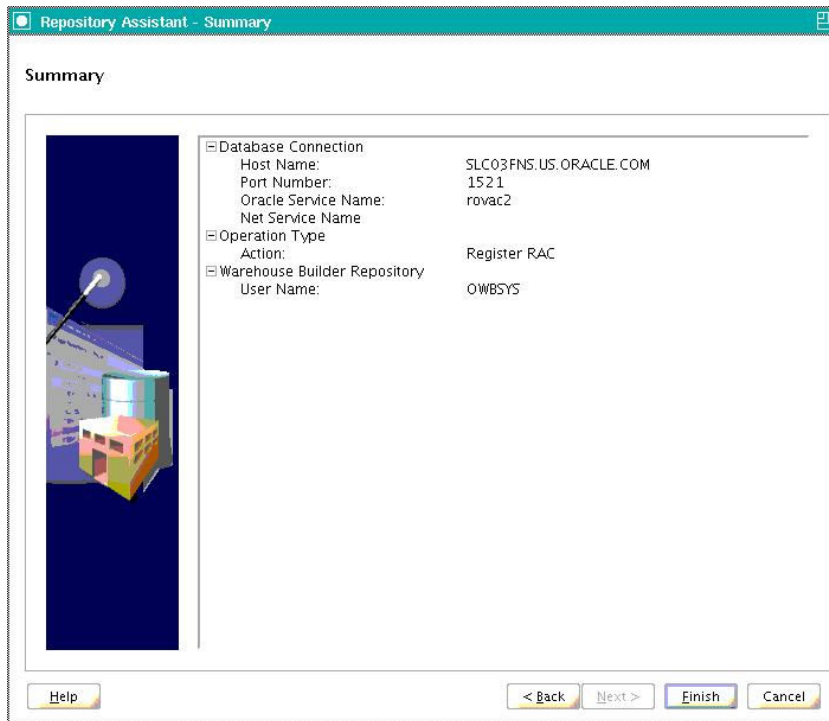 Repository Assistant - Summary
Summary
Database Connection
Host Name: SLC03FNS.US.ORACLE.COM
Port Number: 1521
Oracle Service Name: rovac2
Net Service Name
Operation Type
Action: Register RAC
Warehouse Builder Repository
User Name: OWBSYS
Help < Back Next > Finish Cancel